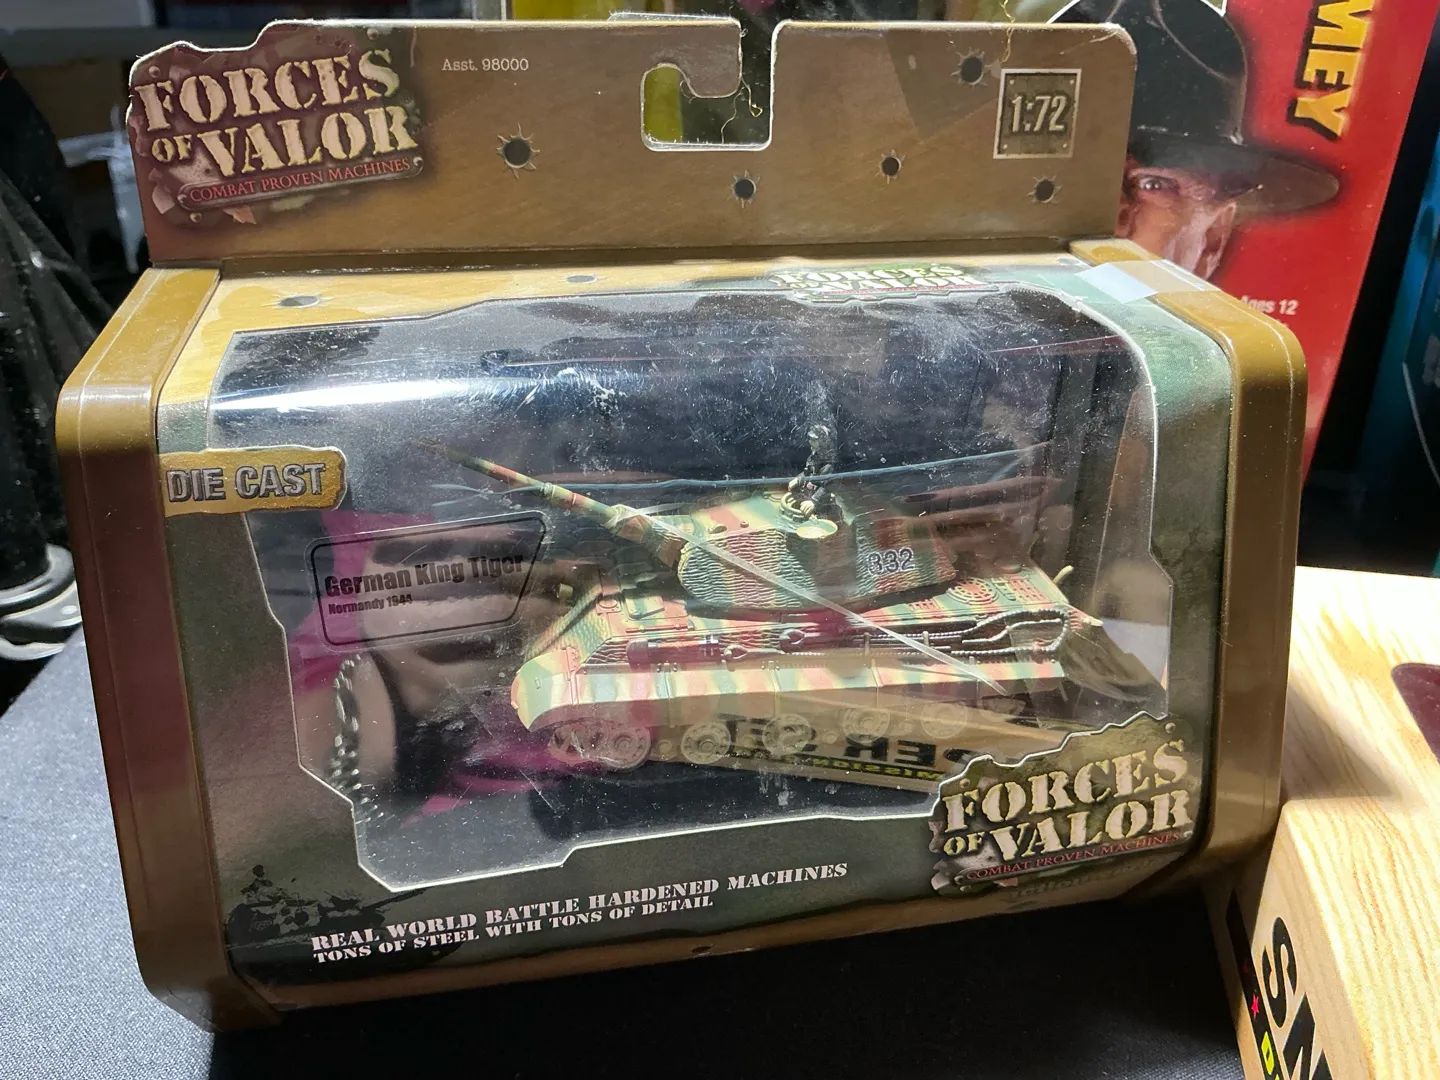 FORCES
OF VALOR
COMBAT PROVEN MACHINES
Asst. 98000
1:72
MEY
Ages 12
FORCES
OF VALOR
DIE CAST
German King Tiger
Normandy 1944
332
FORCES
OF VALOR
COMBAT PROVEN MACHINES
REAL WORLD BATTLE HARDENED MACHINES
TONS OF STEEL WITH TONS OF DETAIL